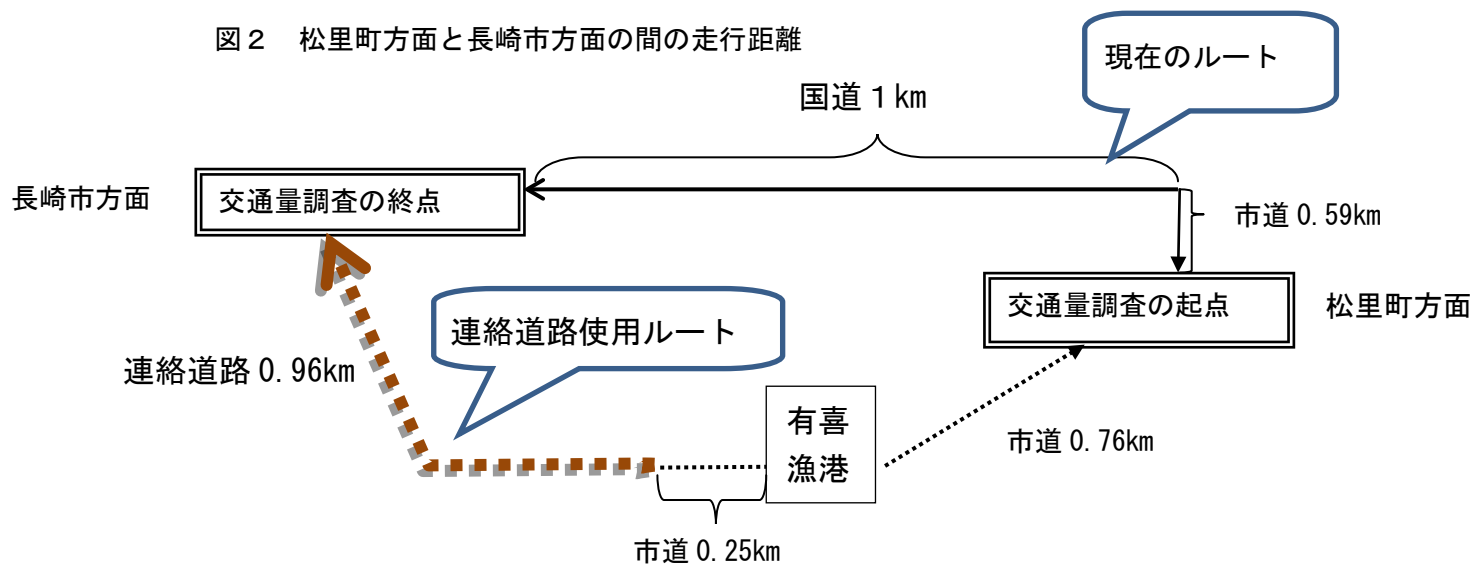 図２　松里町方面と長崎市方面の間の走行距離
現在のルート
国道１km
長崎市方面
交通量調査の終点
市道 0.59km
交通量調査の起点
松里町方面
連絡道路使用ルート
連絡道路 0.96km
有喜
漁港
市道 0.76km
市道 0.25km